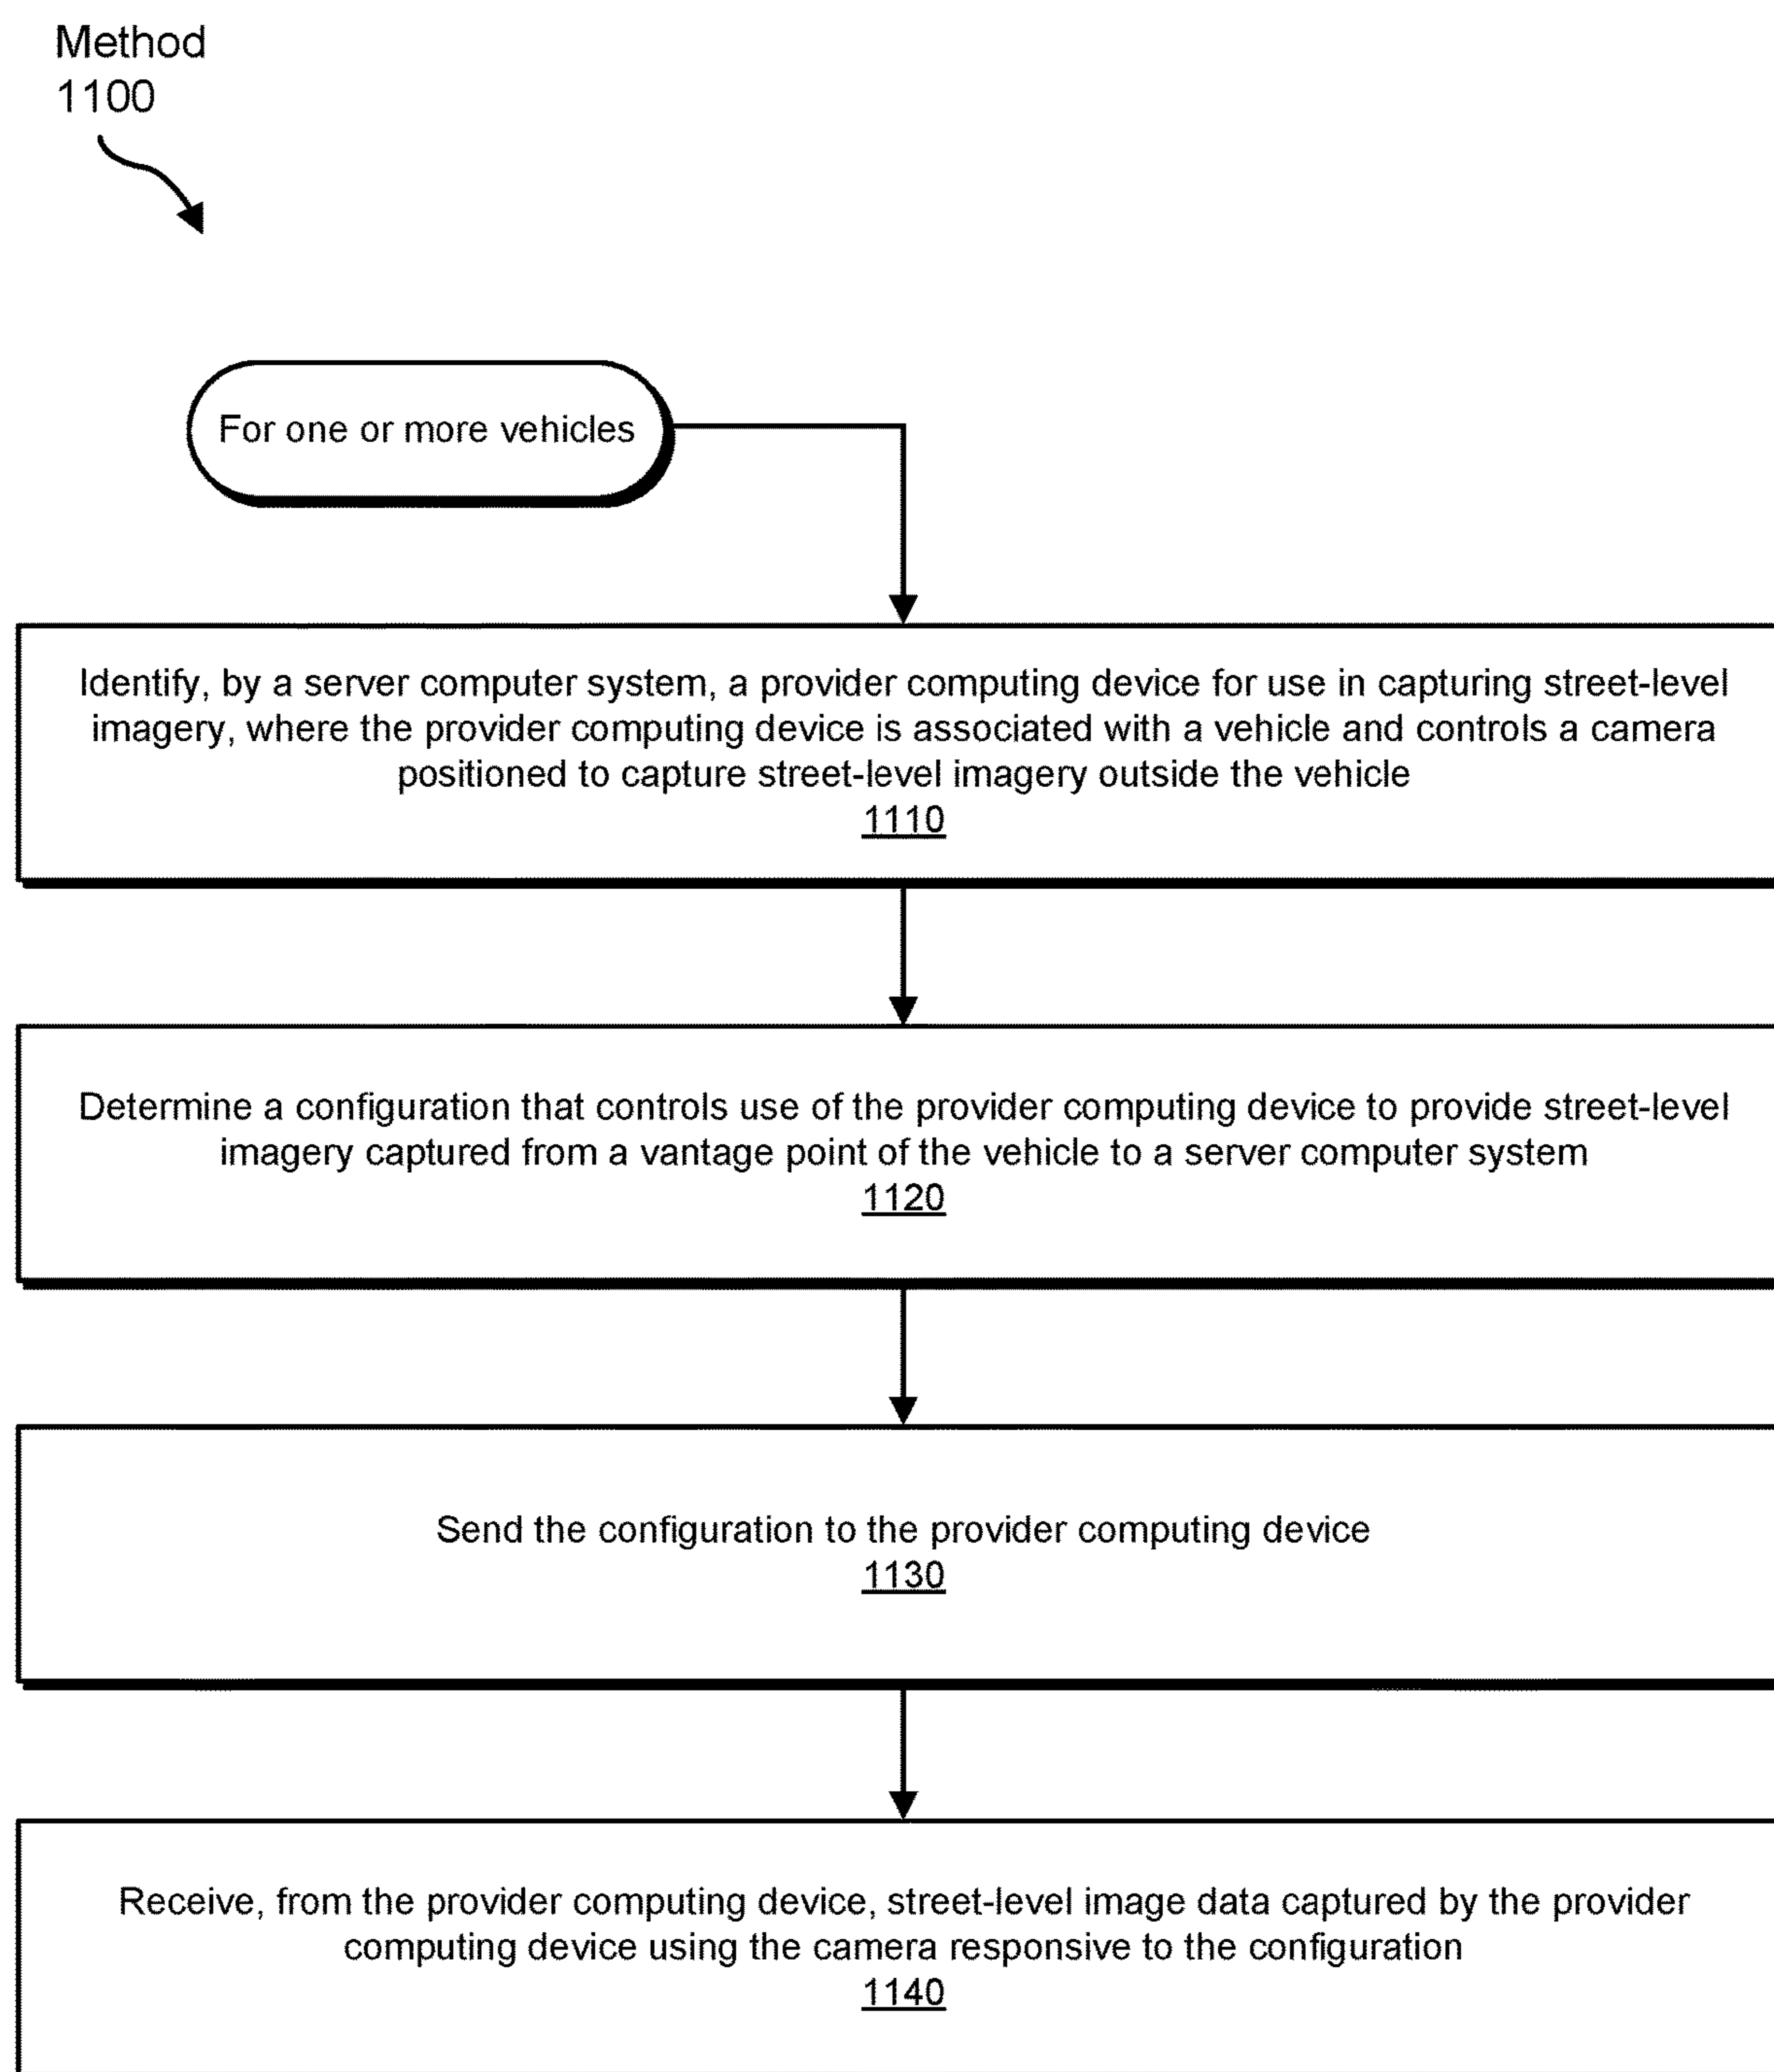 Method
1100
For one or more vehicles
Identify, by a server computer system, a provider computing device for use in capturing street-level
imagery, where the provider computing device is associated with a vehicle and controls a camera
positioned to capture street-level imagery outside the vehicle
1110
Determine a configuration that controls use of the provider computing device to provide street-level
imagery captured from a vantage point of the vehicle to a server computer system
1120
Send the configuration to the provider computing device
1130
Receive, from the provider computing device, street-level image data captured by the provider
computing device using the camera responsive to the configuration
1140